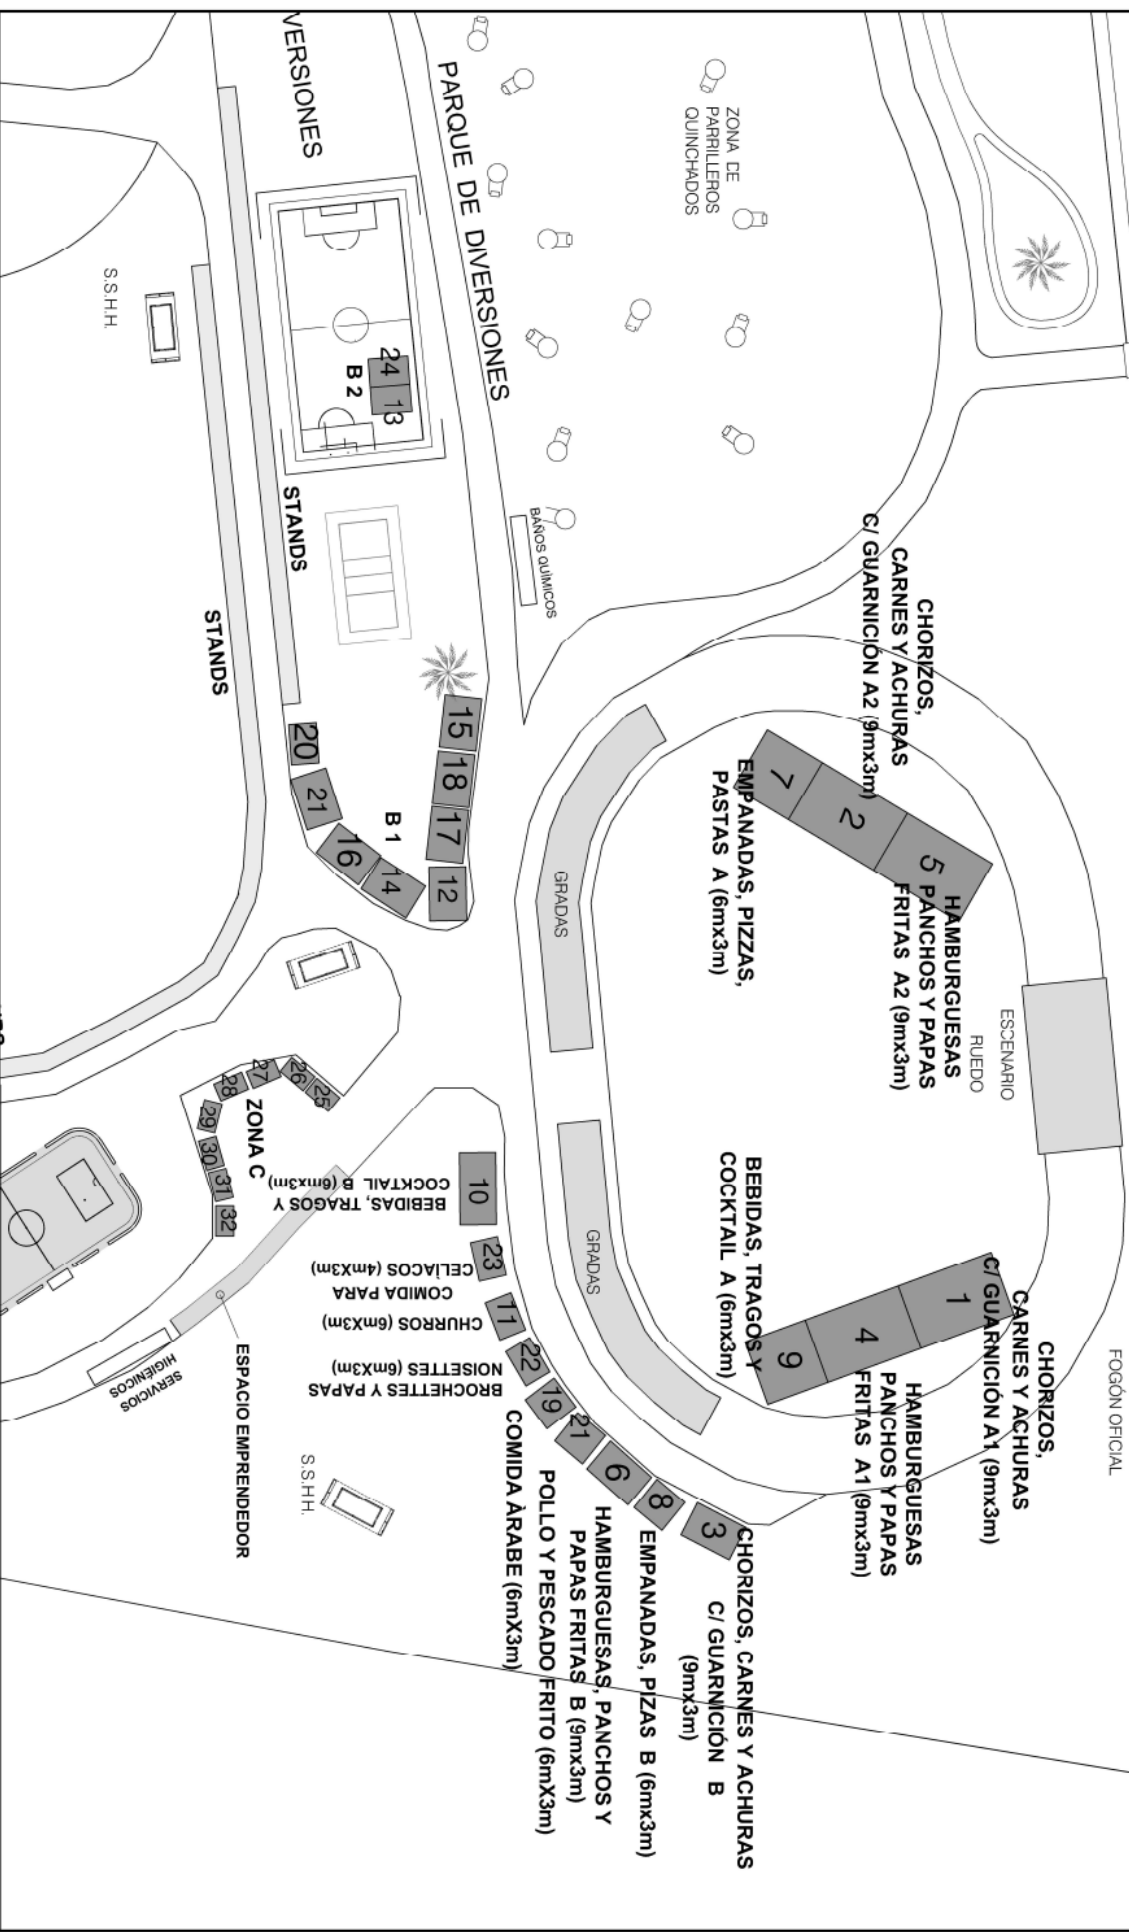 VERSIONES
PARQUE DE DIVERSIONES
ZONA DE
PARRILLEROS
QUINCHADOS
S.S.H.H.
24
13
B 2
STANDS
STANDS
BAÑOS QUÍMICOS
CHORIZOS,
CARNES Y ACHURAS
C/ GUARNICIÓN A2 (9mx3m)
7
2
5
EMPANADAS, PIZZAS,
PASTAS A (6mx3m)
HAMBURGUESAS
PANCHOS Y PAPAS
FRITAS A2 (9mx3m)
15
18
17
12
20
21
16
14
B 1
GRADAS
ESCENARIO
RUEDO
25
26
27
28
29
30
31
32
ZONA C
BEBIDAS, TRAGOS Y
COCKTAIL B (6mx3m)
10
23
COMIDA PARA
CELÌACOS (4mX3m)
11
CHURROS (6mX3m)
22
BROCHETTES Y PAPAS
NOISETTES (6mX3m)
19
21
6
8
3
GRADAS
BEBIDAS, TRAGOS Y
COCKTAIL A (6mx3m)
1
4
9
CHORIZOS,
CARNES Y ACHURAS
C/ GUARNICIÓN A1 (9mx3m)
HAMBURGUESAS
PANCHOS Y PAPAS
FRITAS A1 (9mx3m)
FOGÓN OFICIAL
SERVICIOS
HIGIÉNICOS
ESPACIO EMPRENDEDOR
S.S.H.H.
CHORIZOS, CARNES Y ACHURAS
C/ GUARNICIÓN B
(9mx3m)
EMPANADAS, PIZAS B (6mx3m)
HAMBURGUESAS, PANCHOS Y
PAPAS FRITAS B (9mx3m)
POLLO Y PESCADO FRITO (6mX3m)
COMIDA ÀRABE (6mX3m)